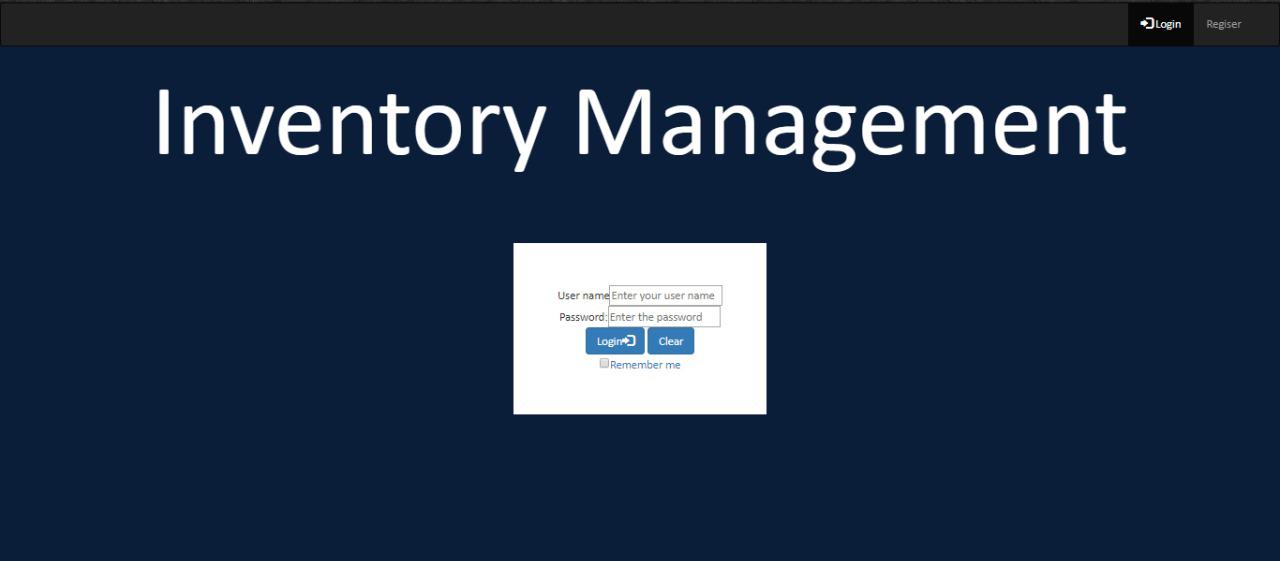 Login Regiser
Inventory Management
User name Enter your user name
Password: Enter the password
Login Clear
Remember me